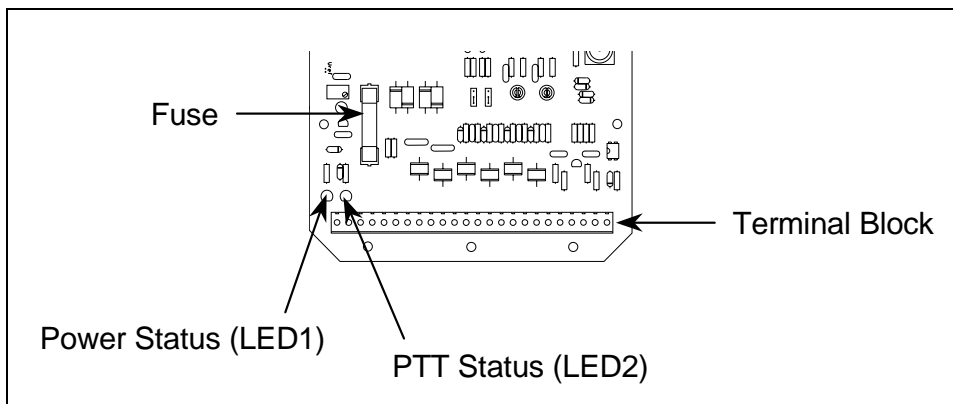 Fuse
Terminal Block
Power Status (LED1)
PTT Status (LED2)